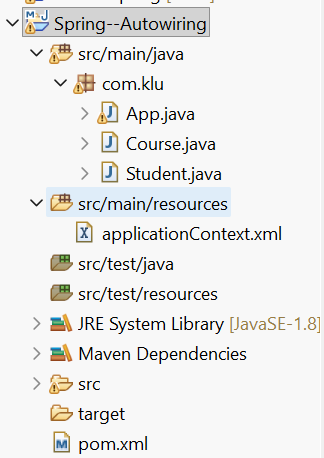 Spring--Autowiring
src/main/java
com.klu
App.java
Course.java
Student.java
src/main/resources
applicationContext.xml
src/test/java
src/test/resources
JRE System Library [JavaSE-1.8]
Maven Dependencies
src
target
pom.xml